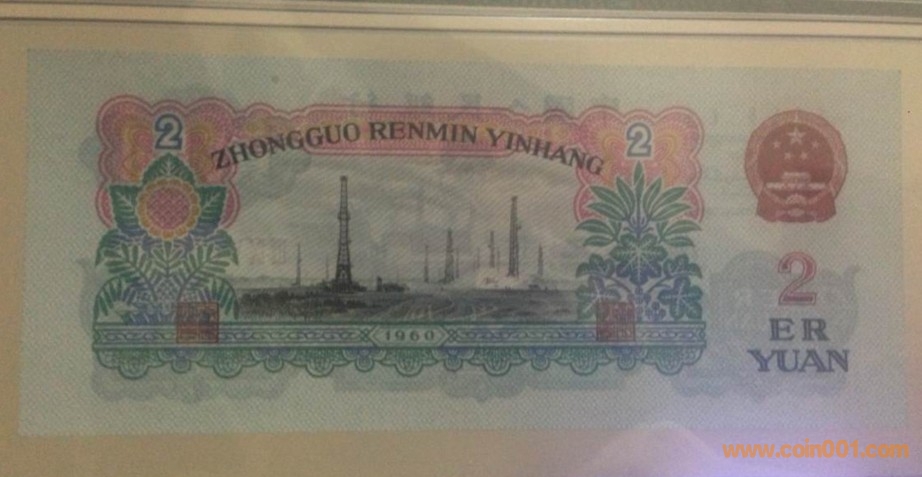 2
2
ZHONGGUO RENMIN YINHANG
1960
2
ER
YUAN
www.coin001.com